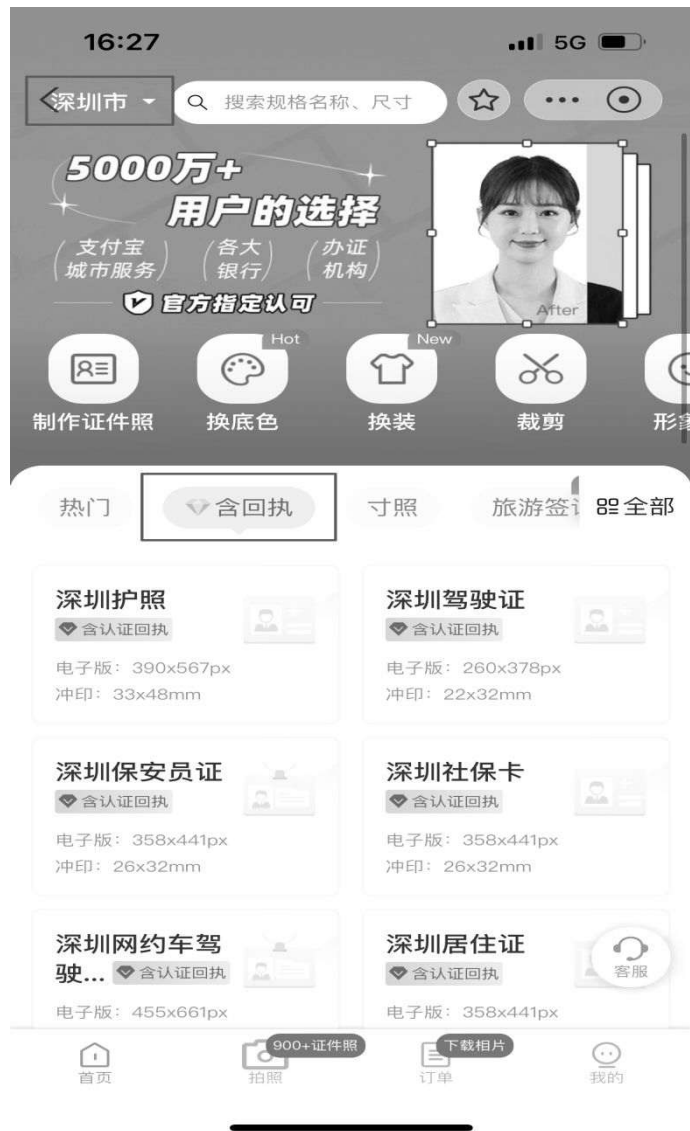 16:27
5G
深圳市
搜索规格名称、尺寸
5000万+
用户的选择
支付宝 各大 办证
城市服务 银行 机构
官方指定认可
After
Hot
New
制作证件照 换底色 换装 裁剪
热门 含回执 寸照 旅游签 全部
深圳护照
含认证回执
电子版：390x567px
冲印：33x48mm
深圳驾驶证
含认证回执
电子版：260x378px
冲印：22x32mm
深圳保安员证
含认证回执
电子版：358x441px
冲印：26x32mm
深圳社保卡
含认证回执
电子版：358x441px
冲印：26x32mm
深圳网约车驾
驶... 含认证回执
电子版：455x661px
深圳居住证
含认证回执
电子版：358x441px
客服
900+证件照
下载相片
首页 拍照 订单 我的